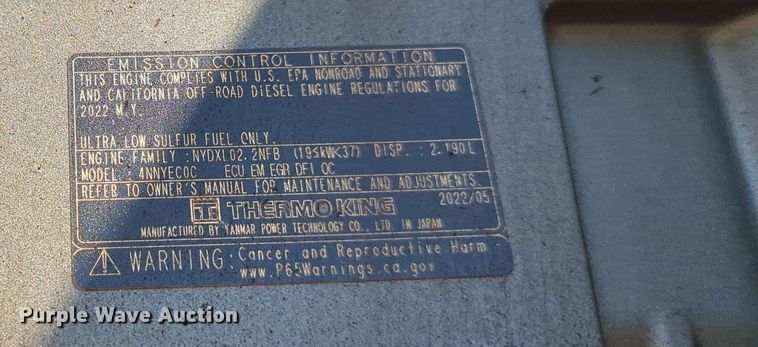 EMISSION CONTROL INFORMATION
THIS ENGINE COMPLIES WITH U.S. EPA NONROAD AND STATIONARY
AND CALIFORNIA OFF-ROAD DIESEL ENGINE REGULATIONS FOR
2022 M.Y.
ULTRA LOW SULFUR FUEL ONLY.
ENGINE FAMILY : NYDXL02.2NFB (19≤kW<37) DISP. : 2.190L
MODEL : 4NNYECOC ECU EM EGR DFI OC
REFER TO OWNER'S MANUAL FOR MAINTENANCE AND ADJUSTMENTS.
THERMO KING 2022/05
MANUFACTURED BY YANMAR POWER TECHNOLOGY CO., LTD. IN JAPAN
WARNING: Cancer and Reproductive Harm -
www.P65Warnings.ca.gov
Purple Wave Auction